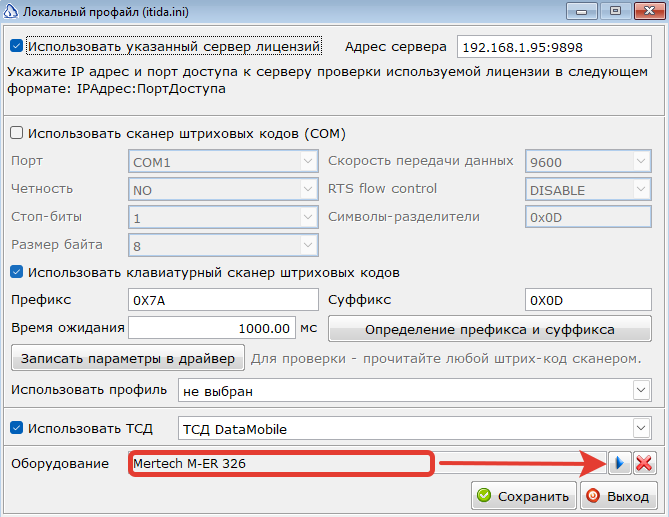 Локальный профайл (itida.ini)
Использовать указанный сервер лицензий Адрес сервера 192.168.1.95:9898
Укажите IP адрес и порт доступа к серверу проверки используемой лицензии в следующем
формате: IPАдрес:ПортДоступа
Использовать сканер штриховых кодов (COM)
Порт COM1 Скорость передачи данных 9600
Четность NO RTS flow control DISABLE
Стоп-биты 1 Символы-разделители 0x0D
Размер байта 8
Использовать клавиатурный сканер штриховых кодов
Префикс 0X7A Суффикс 0X0D
Время ожидания 1000.00 мс Определение префикса и суффикса
Записать параметры в драйвер Для проверки - прочитайте любой штрих-код сканером.
Использовать профиль не выбран
Использовать ТСД ТСД DataMobile
Оборудование Mertech M-ER 326
Сохранить Выход